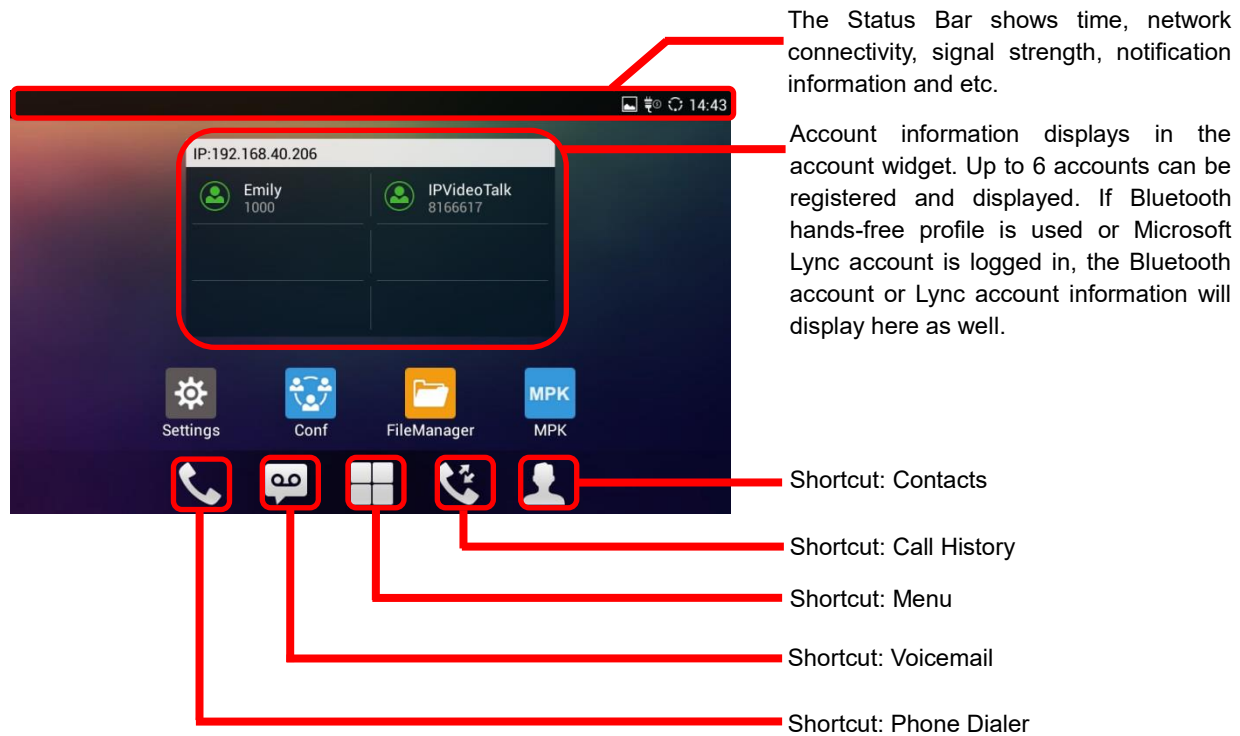 The Status Bar shows time, network
connectivity, signal strength, notification
information and etc.
14:43
IP:192.168.40.206
Emily
1000
IPVideoTalk
8166617
Account information displays in the
account widget. Up to 6 accounts can be
registered and displayed. If Bluetooth
hands-free profile is used or Microsoft
Lync account is logged in, the Bluetooth
account or Lync account information will
display here as well.
MPK
Settings
Conf
FileManager
MPK
Shortcut: Contacts
Shortcut: Call History
Shortcut: Menu
Shortcut: Voicemail
Shortcut: Phone Dialer